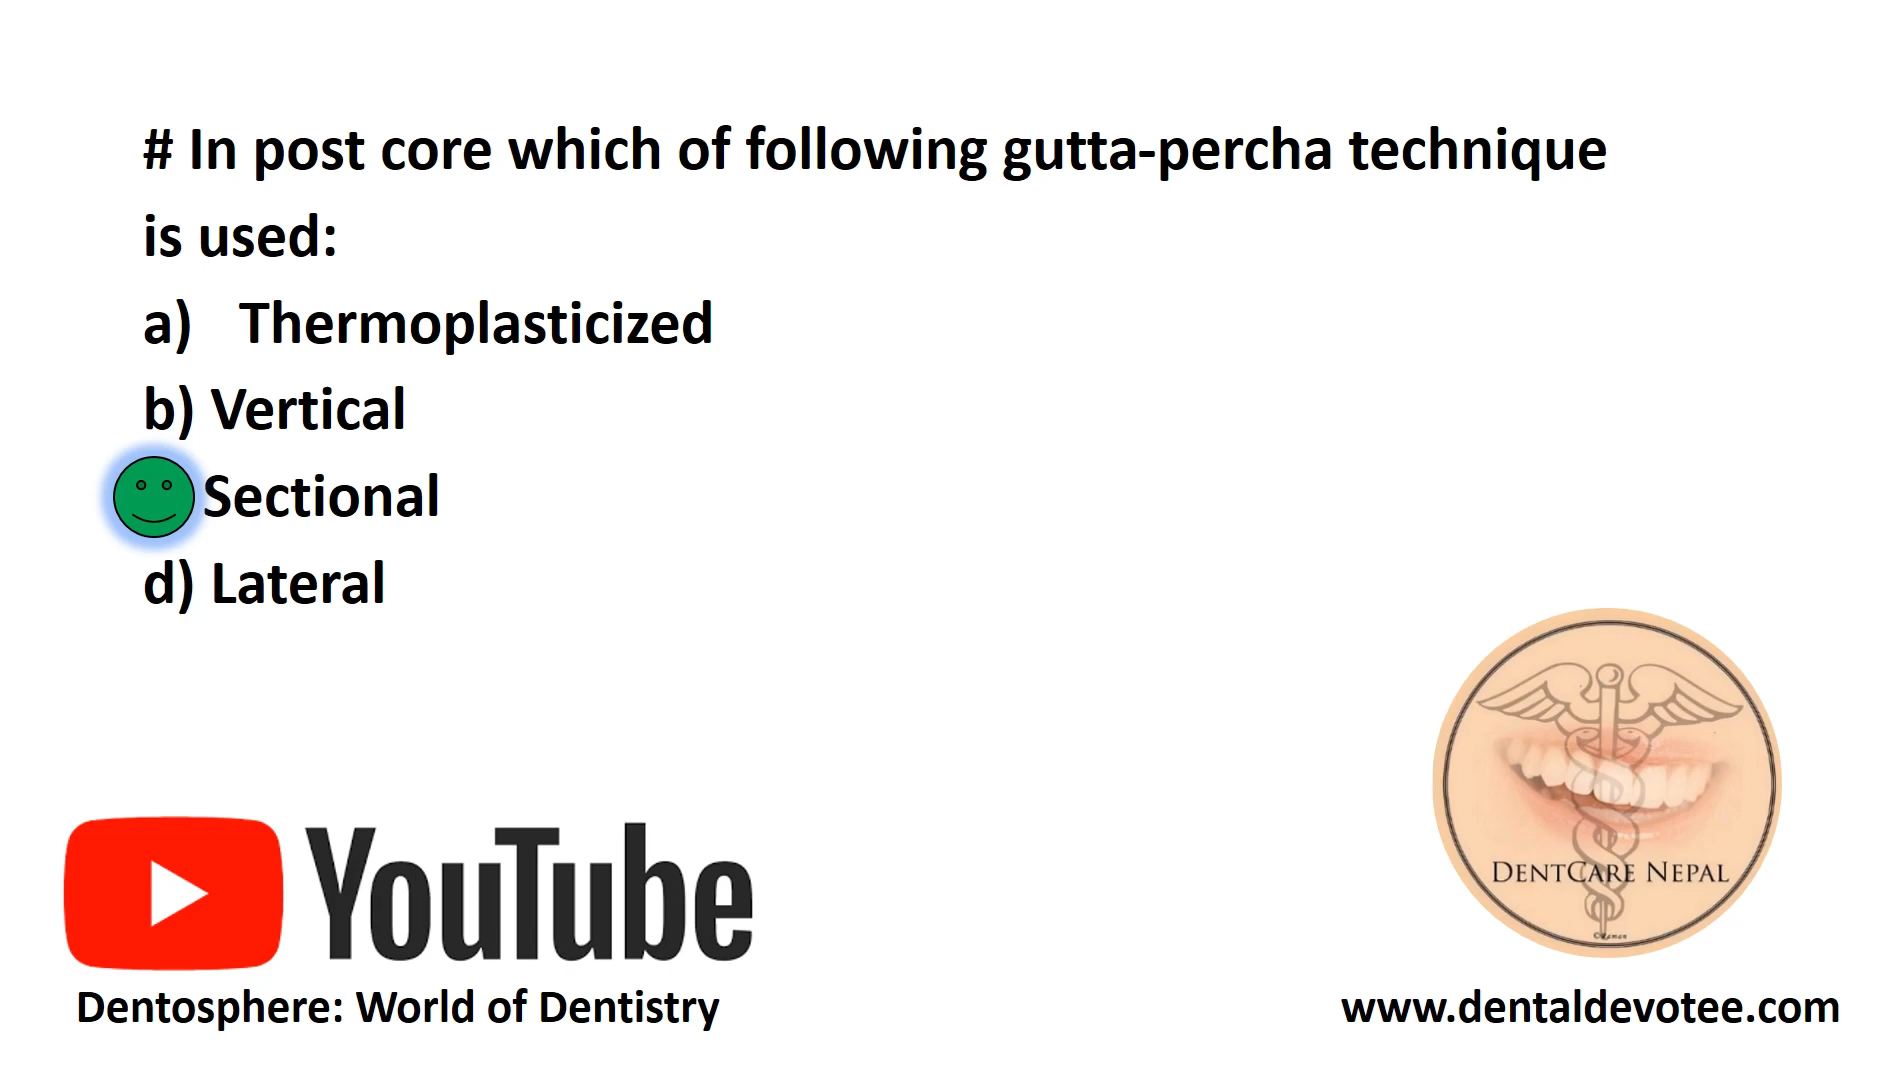 # In post core which of following gutta-percha technique
is used:
a) Thermoplasticized
b) Vertical
Sectional
d) Lateral
DENTCARE NEPAL
YouTube
Dentosphere: World of Dentistry
www.dentaldevotee.com